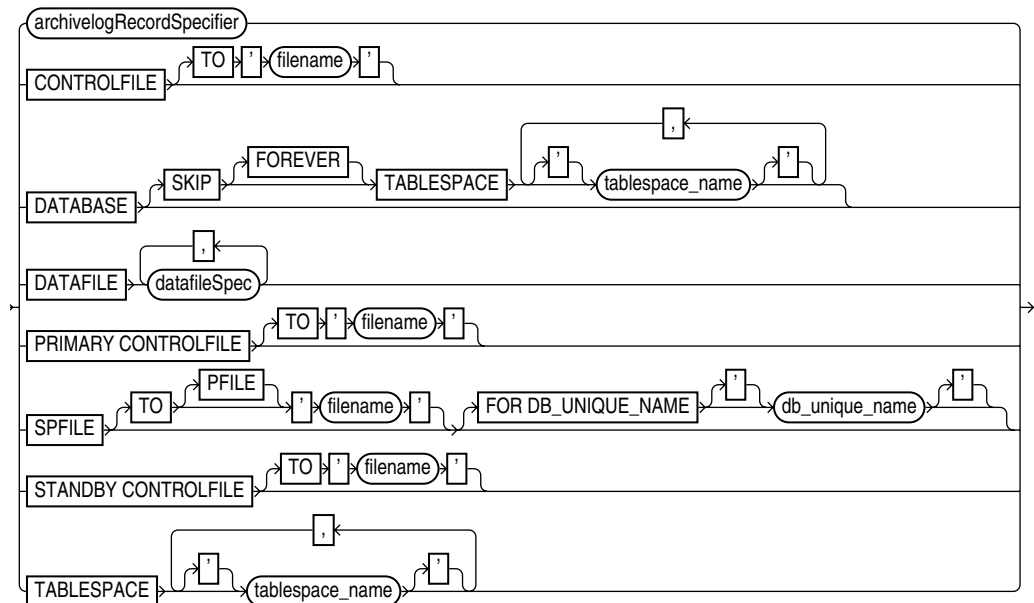 archivelogRecordSpecifier
TO ' filename '
CONTROLFILE
,
FOREVER ' '
SKIP TABLESPACE tablespace_name
DATABASE
,
DATAFILE datafileSpec
TO ' filename '
PRIMARY CONTROLFILE
PFILE ' '
TO ' filename ' FOR DB_UNIQUE_NAME db_unique_name
SPFILE
TO ' filename '
STANDBY CONTROLFILE
,
' '
TABLESPACE tablespace_name